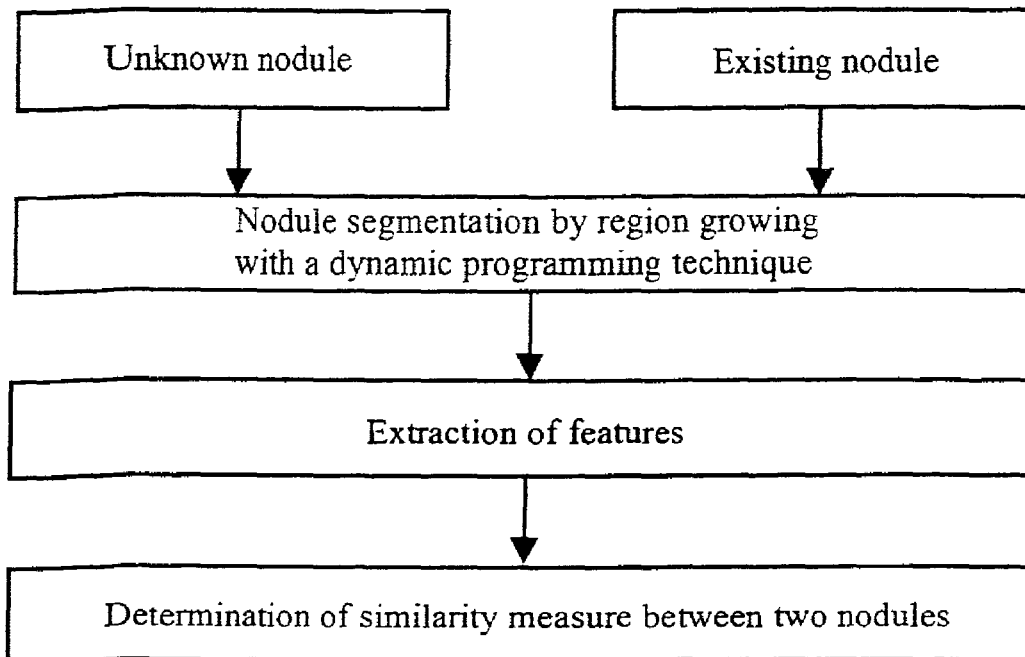 Unknown nodule
Existing nodule
Nodule segmentation by region growing
with a dynamic programming technique
Extraction of features
Determination of similarity measure between two nodules